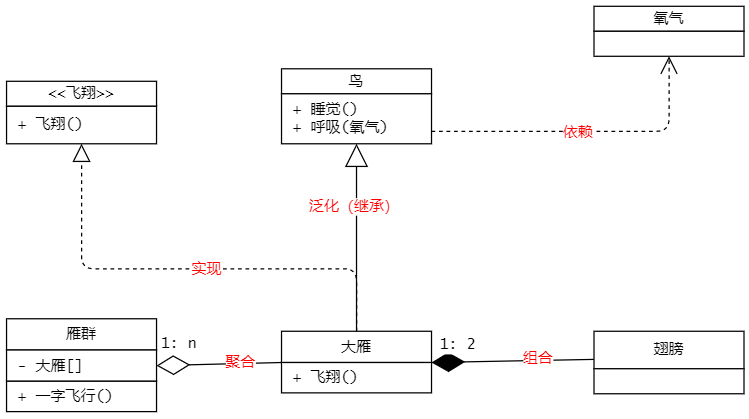 氧气
<<飞翔>>
+ 飞翔()
鸟
+ 睡觉()
+ 呼吸(氧气)
依赖
泛化 (继承)
实现
雁群
- 大雁[]
+ 一字飞行()
1: n
聚合
大雁
+ 飞翔()
1: 2
组合
翅膀